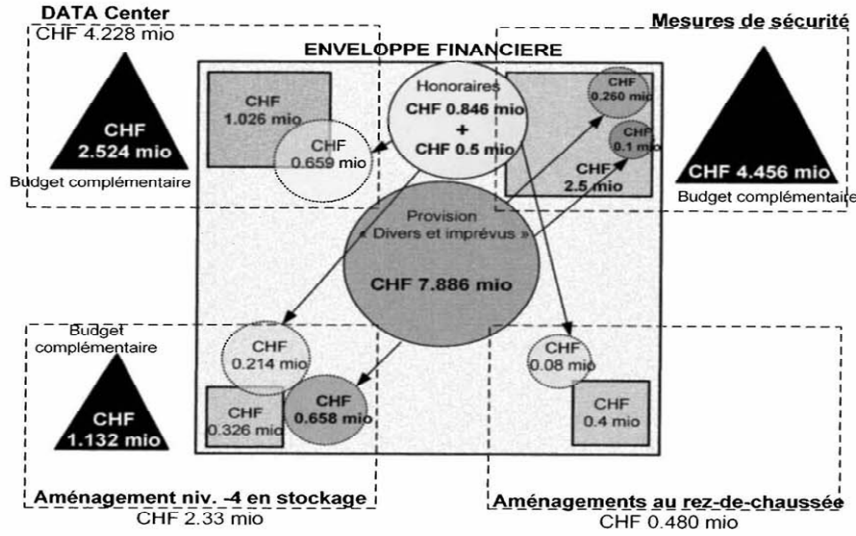 DATA Center
CHF 4.228 mio
Mesures de sécurité
ENVELOPPE FINANCIERE
CHF
2.524 mio
Budget complémentaire
CHF
1.026 mio
CHF
0.659 mio
Honoraires
CHF 0.846 mio
+
CHF 0.5 mio
CHF
0.260 mio
CHF
0.1 mio
CHF
2.5 mio
CHF 4.456 mio
Budget complémentaire
Provision
« Divers et imprévus »
CHF 7.886 mio
Budget
complémentaire
CHF
1.132 mio
CHF
0.214 mio
CHF
0.326 mio
CHF
0.658 mio
CHF
0.08 mio
CHF
0.4 mio
Aménagement niv. -4 en stockage
CHF 2.33 mio
Aménagements au rez-de-chaussée
CHF 0.480 mio